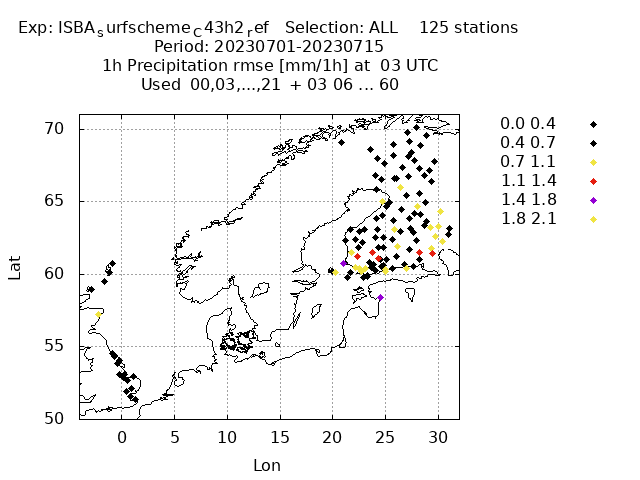 Exp: ISBA_surfscheme_C43h2_ref   Selection: ALL    125 stations
Period: 20230701-20230715
1h Precipitation rmse [mm/1h] at  03 UTC
Used  00,03,...,21  + 03 06 ... 60
0.0 0.4
0.4 0.7
0.7 1.1
1.1 1.4
1.4 1.8
1.8 2.1
70
65
60
55
50
Lat
0 5 10 15 20 25 30
Lon